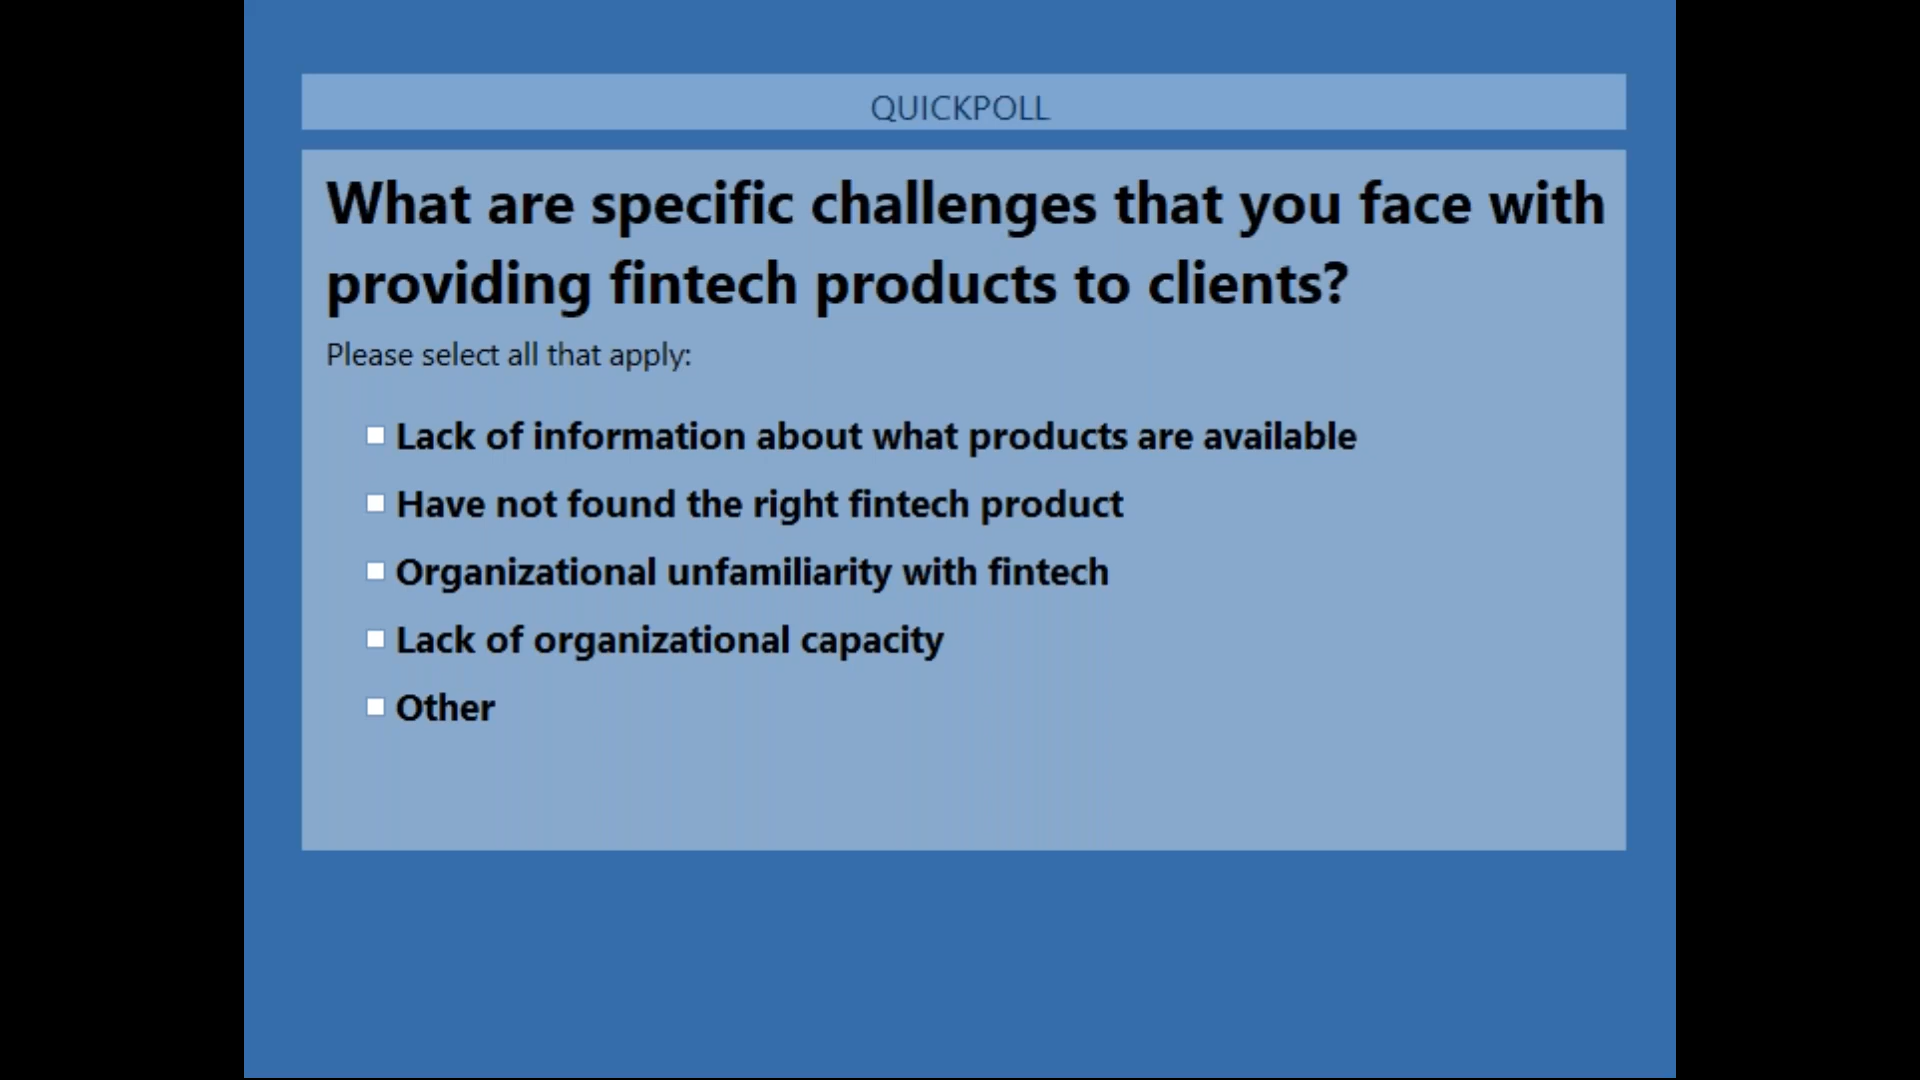 QUICKPOLL
What are specific challenges that you face with
providing fintech products to clients?
Please select all that apply:
Lack of information about what products are available
Have not found the right fintech product
Organizational unfamiliarity with fintech
Lack of organizational capacity
Other